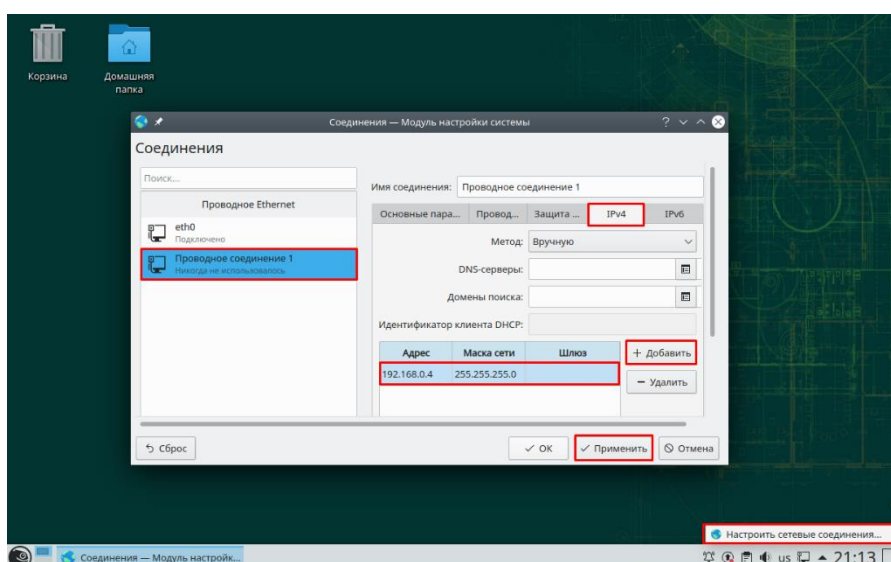 Корзина
Домашняя
папка
Соединения — Модуль настройки системы
Соединения
Поиск...
Проводное Ethernet
eth0
Подключено
Проводное соединение 1
Никогда не использовалось
Имя соединения: Проводное соединение 1
Основные пара... Провод... Защита ... IPv4 IPv6
Метод: Вручную
DNS-серверы:
Домены поиска:
Идентификатор клиента DHCP:
Адрес Маска сети Шлюз
192.168.0.4 255.255.255.0
+ Добавить
− Удалить
Сброс
ОК
Применить
Отмена
Настроить сетевые соединения...
Соединения — Модуль настройк...
us
21:13